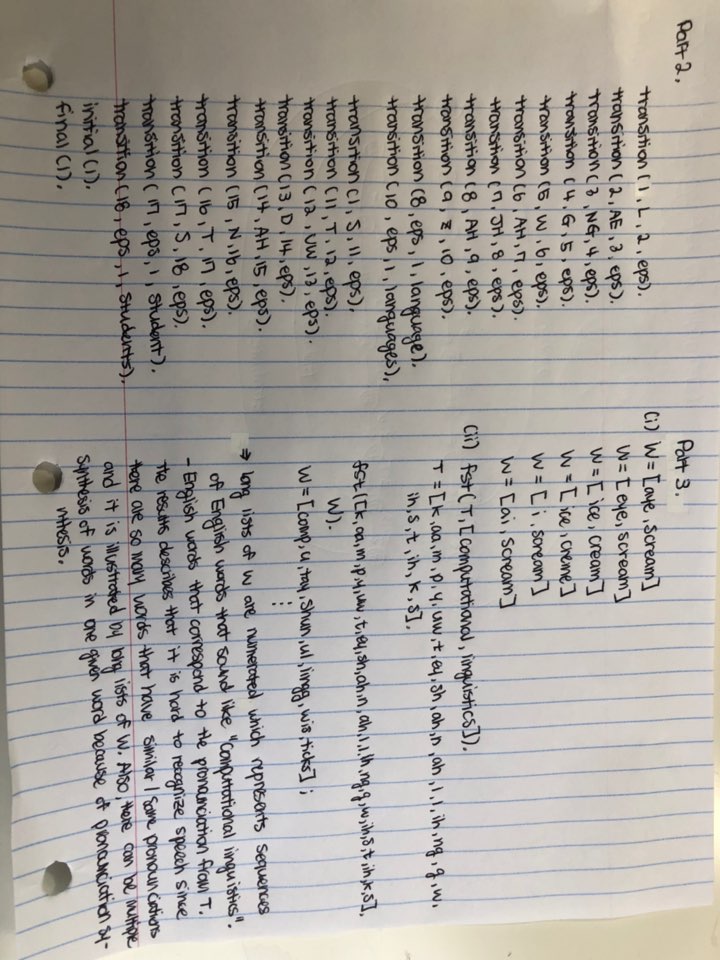 Part 2.
transition (1, L, 2, eps).
transition (2, AE, 3, eps).
transition (3, NG, 4, eps).
transition (4, G, 5, eps).
transition (5, W, 6, eps).
transition (6, AH, 7, eps).
transition (7, JH, 8, eps).
transition (8, AH, 9, eps).
transition (9, Z, 10, eps).
transition (8, eps, 1, language).
transition (10, eps, 1, languages).
transition (1, S, 11, eps).
transition (11, T, 12, eps).
transition (12, UW, 13, eps).
transition (13, D, 14, eps).
transition (14, AH, 15, eps).
transition (15, N, 16, eps).
transition (16, T, 17, eps).
transition (17, S, 18, eps).
transition (17, eps, 1, student).
transition (18, eps, 1, students).
initial (1).
final (1).
Part 3.
(i) W = [aye, scream]
W = [eye, scream]
W = [ice, cream]
W = [ice, creme]
W = [i, scream]
W = [ai, scream]
(ii) fst (T, [computational, linguistics]).
T = [k, aa, m, p, y, uw, t, ey, sh, ah, n, ah, l, l, ih, ng, g, w,
ih, s, t, ih, k, s].
fst ([k, aa, m, p, y, uw, t, ey, sh, ah, n, ah, l, l, ih, ng, g, w, ih, s, t, ih, k, s],
W).
W = [comp, u, tay, shun, ul, lingg, wis, ticks] ;
⋮
⇒ long lists of W are numerated which represents sequences
of English words that sound like "Computational linguistics".
- English words that correspond to the pronunciation from T.
the results describes that it is hard to recognize speech since
there are so many words that have similar / same pronounciations
and it is illustrated by long lists of W. Also, there can be multiple
synthesis of words in one given word because of pronounciation sy-
nthesis.